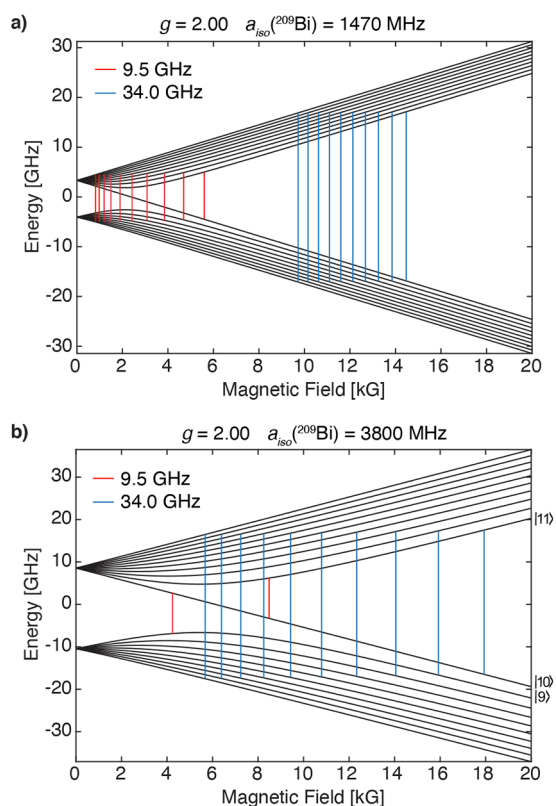 a)
g = 2.00 a_iso(²⁰⁹Bi) = 1470 MHz
30
20
10
0
-10
-20
-30
Energy [GHz]
9.5 GHz
34.0 GHz
0 2 4 6 8 10 12 14 16 18 20
Magnetic Field [kG]
b)
g = 2.00 a_iso(²⁰⁹Bi) = 3800 MHz
30
20
10
0
-10
-20
-30
Energy [GHz]
9.5 GHz
34.0 GHz
|11⟩
|10⟩
|9⟩
0 2 4 6 8 10 12 14 16 18 20
Magnetic Field [kG]